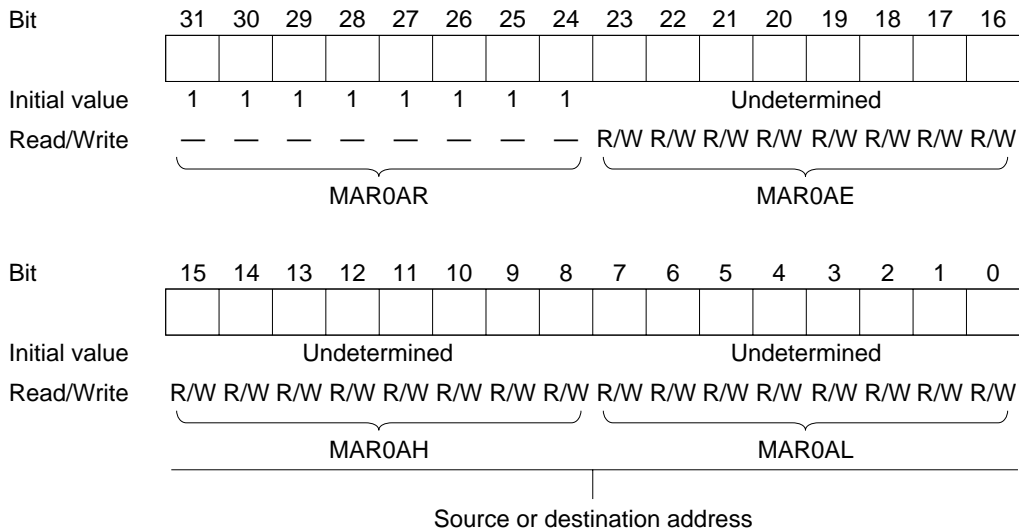 Bit 31 30 29 28 27 26 25 24 23 22 21 20 19 18 17 16
Initial value 1 1 1 1 1 1 1 1 Undetermined
Read/Write — — — — — — — — R/W R/W R/W R/W R/W R/W R/W R/W
MAR0AR MAR0AE
Bit 15 14 13 12 11 10 9 8 7 6 5 4 3 2 1 0
Initial value Undetermined Undetermined
Read/Write R/W R/W R/W R/W R/W R/W R/W R/W R/W R/W R/W R/W R/W R/W R/W R/W
MAR0AH MAR0AL
Source or destination address